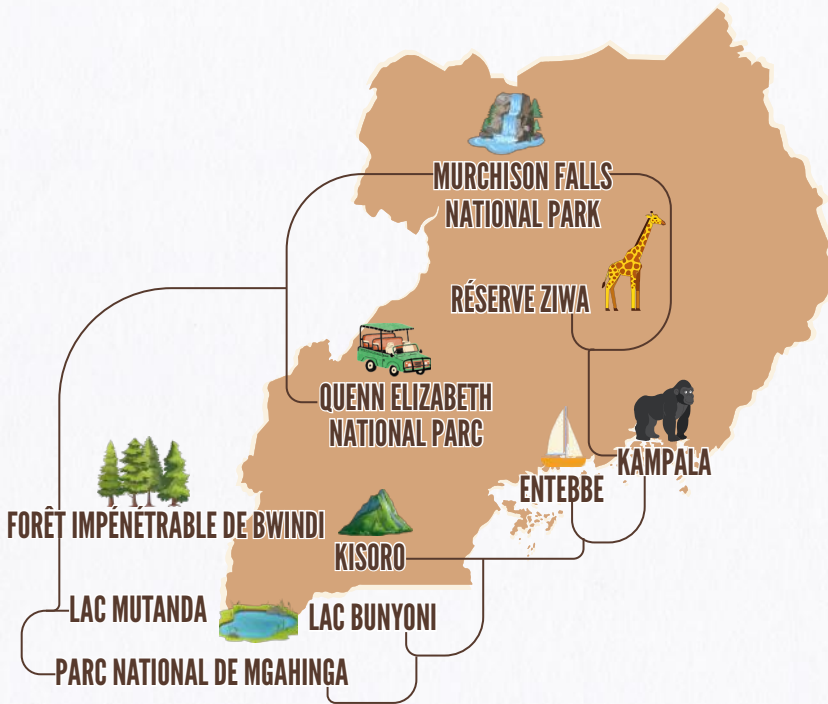 MURCHISON FALLS
NATIONAL PARK
RÉSERVE ZIWA
QUENN ELIZABETH
NATIONAL PARC
KAMPALA
ENTEBBE
FORÊT IMPÉNÉTRABLE DE BWINDI
KISORO
LAC MUTANDA
LAC BUNYONI
PARC NATIONAL DE MGAHINGA